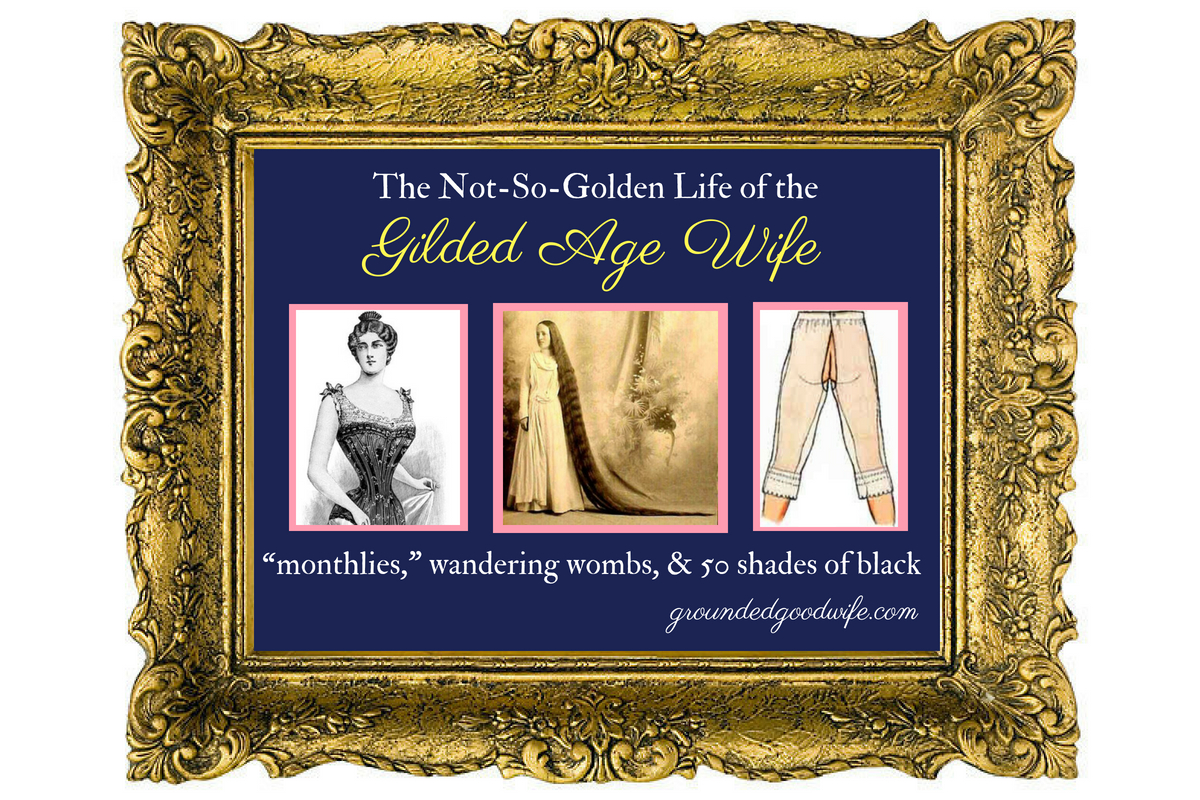 The Not-So-Golden Life of the
Gilded Age Wife
“monthlies,” wandering wombs, & 50 shades of black
groundedgoodwife.com